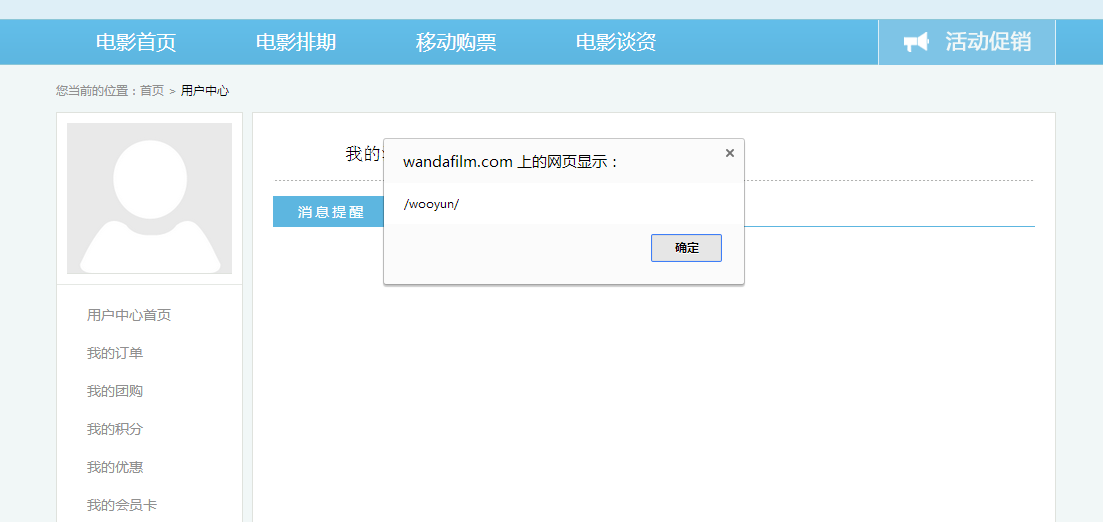 电影首页 电影排期 移动购票 电影谈资 活动促销
您当前的位置：首页 > 用户中心
我的
wandafilm.com 上的网页显示：
×
/wooyun/
确定
消息提醒
用户中心首页
我的订单
我的团购
我的积分
我的优惠
我的会员卡